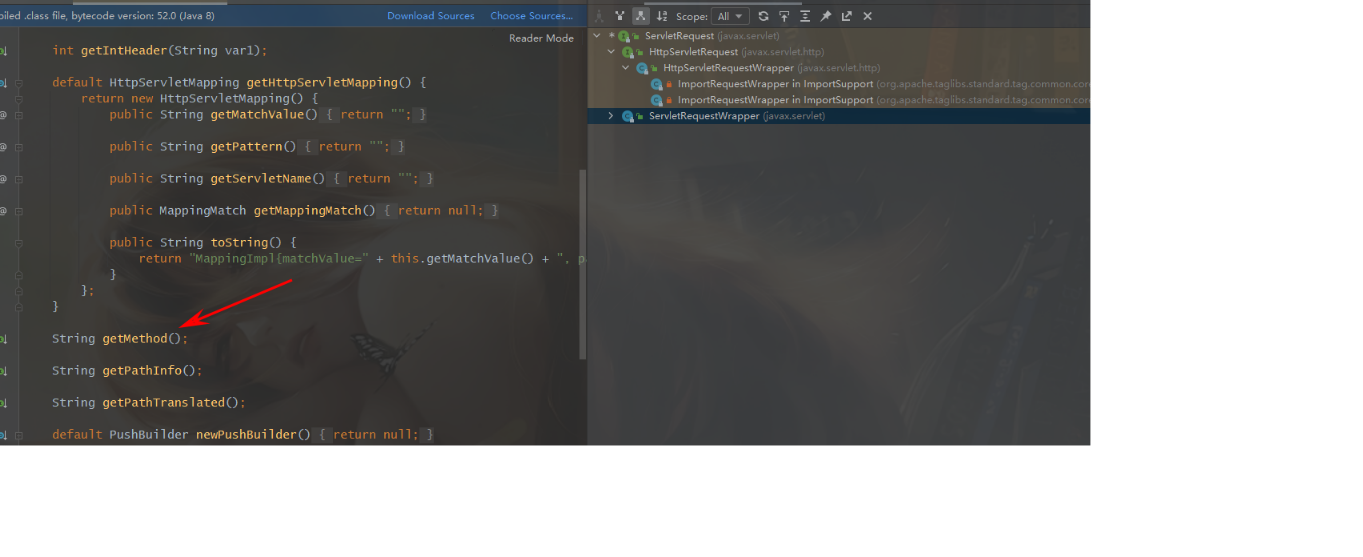 piled .class file, bytecode version: 52.0 (Java 8)
Download Sources
Choose Sources...
Reader Mode
int getIntHeader(String var1);
default HttpServletMapping getHttpServletMapping() {
return new HttpServletMapping() {
public String getMatchValue() { return ""; }
public String getPattern() { return ""; }
public String getServletName() { return ""; }
public MappingMatch getMappingMatch() { return null; }
public String toString() {
return "MappingImpl{matchValue=" + this.getMatchValue() + ", p
}
};
}
String getMethod();
String getPathInfo();
String getPathTranslated();
default PushBuilder newPushBuilder() { return null; }
Scope: All
* ServletRequest (javax.servlet)
HttpServletRequest (javax.servlet.http)
HttpServletRequestWrapper (javax.servlet.http)
ImportRequestWrapper in ImportSupport (org.apache.taglibs.standard.tag.common.core
ImportRequestWrapper in ImportSupport (org.apache.taglibs.standard.tag.common.core
ServletRequestWrapper (javax.servlet)